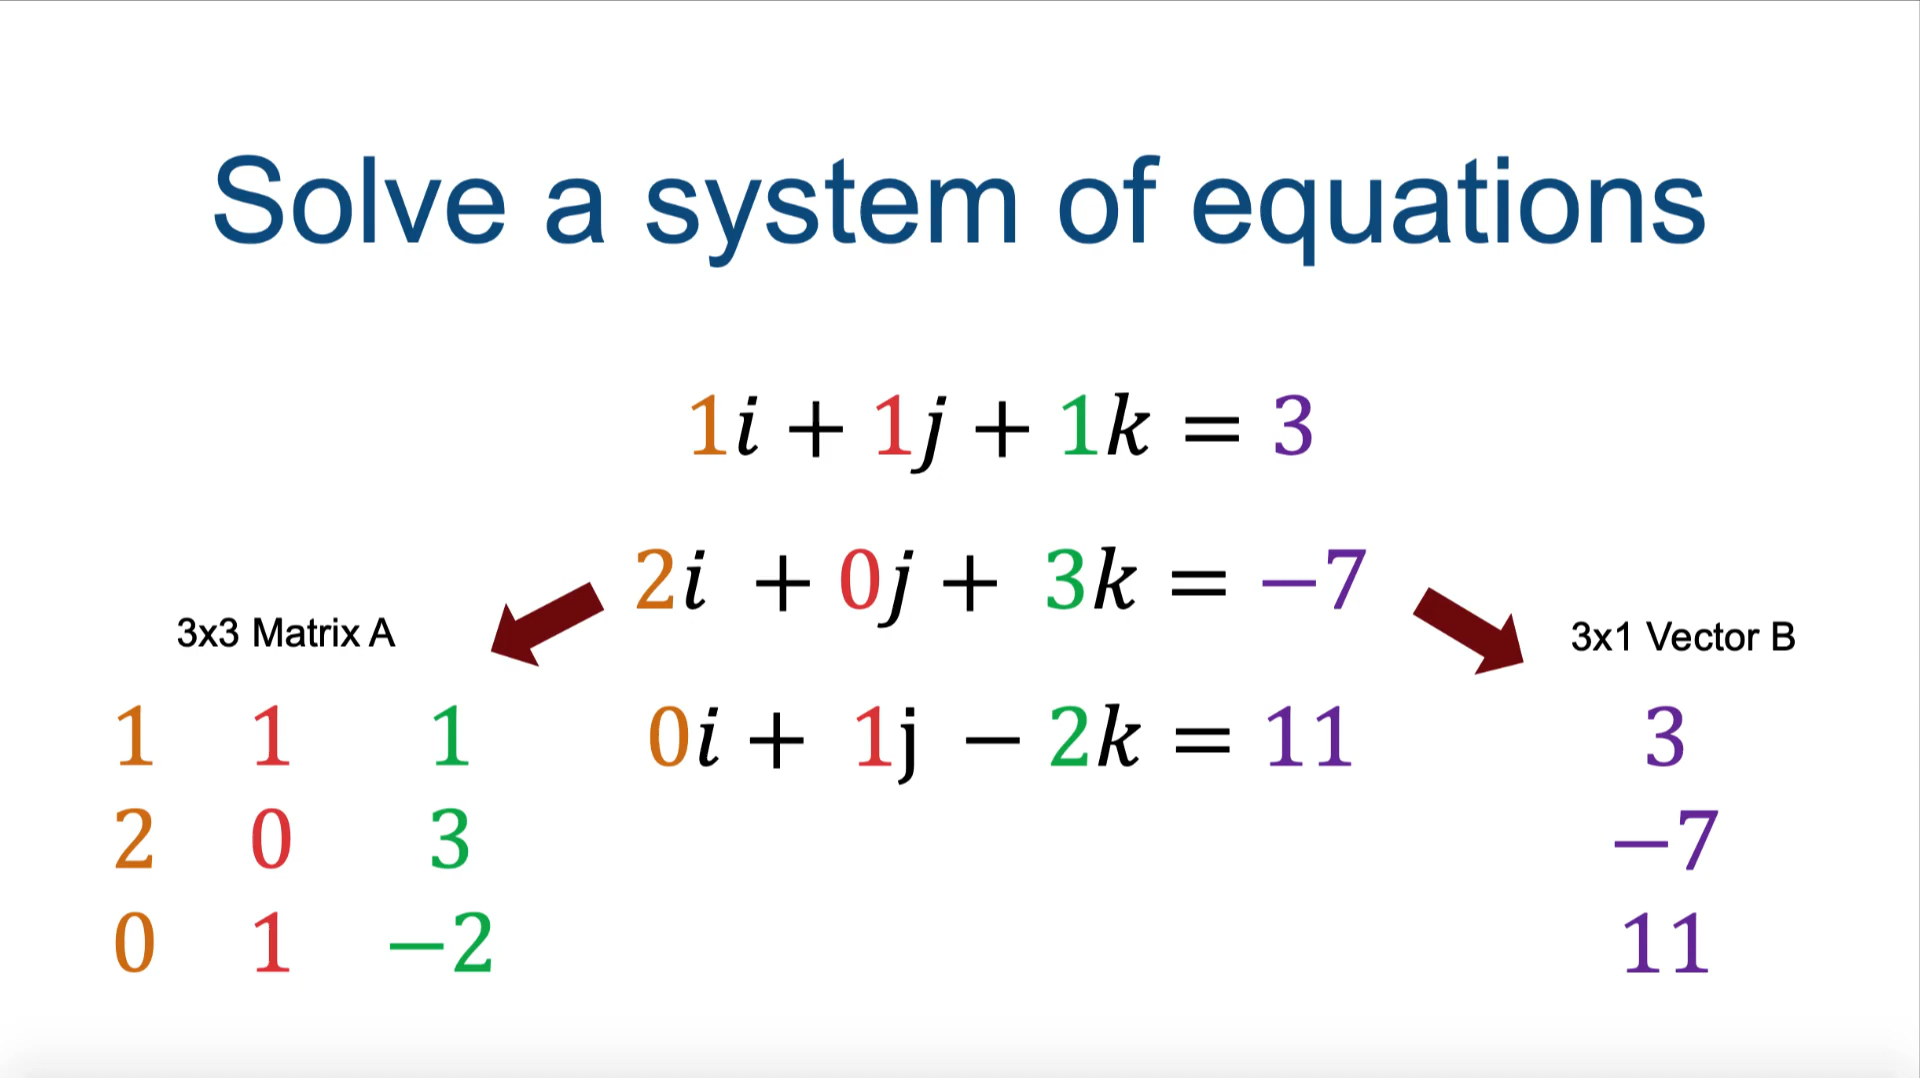 Solve a system of equations
1i + 1j + 1k = 3
2i + 0j + 3k = −7
0i + 1j − 2k = 11
3x3 Matrix A
1 1 1
2 0 3
0 1 −2
3x1 Vector B
3
−7
11